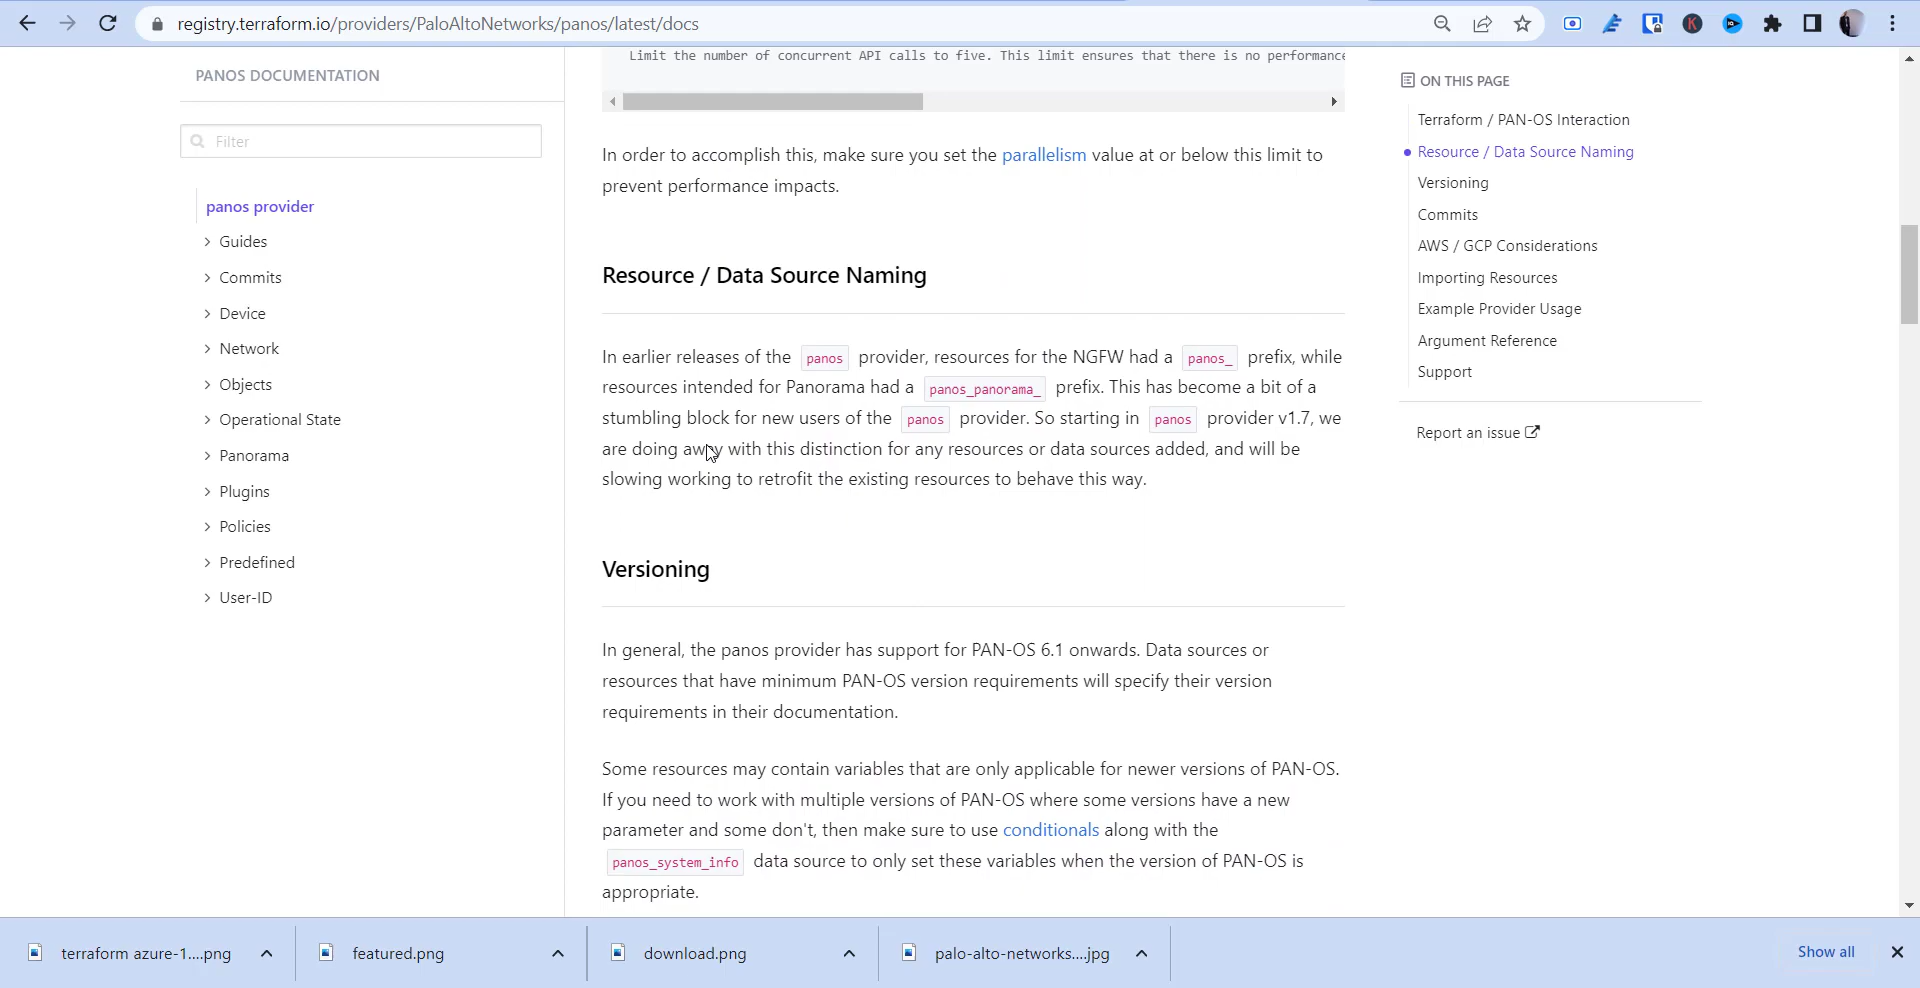 registry.terraform.io/providers/PaloAltoNetworks/panos/latest/docs
PANOS DOCUMENTATION
Filter
panos provider
Guides
Commits
Device
Network
Objects
Operational State
Panorama
Plugins
Policies
Predefined
User-ID
Limit the number of concurrent API calls to five. This limit ensures that there is no performance
In order to accomplish this, make sure you set the parallelism value at or below this limit to
prevent performance impacts.
Resource / Data Source Naming
In earlier releases of the panos provider, resources for the NGFW had a panos_ prefix, while
resources intended for Panorama had a panos_panorama_ prefix. This has become a bit of a
stumbling block for new users of the panos provider. So starting in panos provider v1.7, we
are doing away with this distinction for any resources or data sources added, and will be
slowing working to retrofit the existing resources to behave this way.
Versioning
In general, the panos provider has support for PAN-OS 6.1 onwards. Data sources or
resources that have minimum PAN-OS version requirements will specify their version
requirements in their documentation.
Some resources may contain variables that are only applicable for newer versions of PAN-OS.
If you need to work with multiple versions of PAN-OS where some versions have a new
parameter and some don't, then make sure to use conditionals along with the
panos_system_info data source to only set these variables when the version of PAN-OS is
appropriate.
ON THIS PAGE
Terraform / PAN-OS Interaction
Resource / Data Source Naming
Versioning
Commits
AWS / GCP Considerations
Importing Resources
Example Provider Usage
Argument Reference
Support
Report an issue
terraform azure-1....png
featured.png
download.png
palo-alto-networks....jpg
Show all